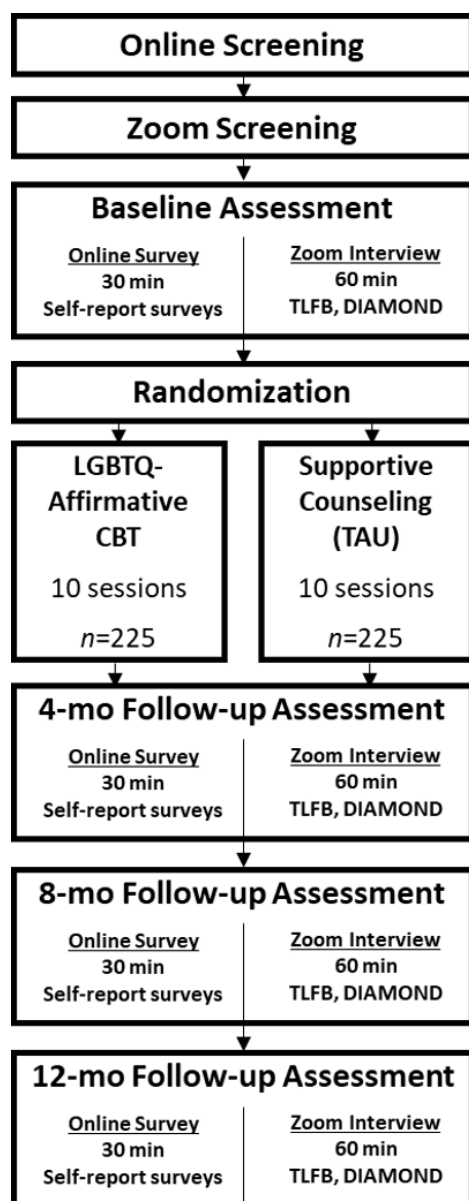 Online Screening
Zoom Screening
Baseline Assessment
Online Survey
30 min
Self-report surveys
Zoom Interview
60 min
TLFB, DIAMOND
Randomization
LGBTQ-
Affirmative
CBT
10 sessions
n=225
Supportive
Counseling
(TAU)
10 sessions
n=225
4-mo Follow-up Assessment
Online Survey
30 min
Self-report surveys
Zoom Interview
60 min
TLFB, DIAMOND
8-mo Follow-up Assessment
Online Survey
30 min
Self-report surveys
Zoom Interview
60 min
TLFB, DIAMOND
12-mo Follow-up Assessment
Online Survey
30 min
Self-report surveys
Zoom Interview
60 min
TLFB, DIAMOND